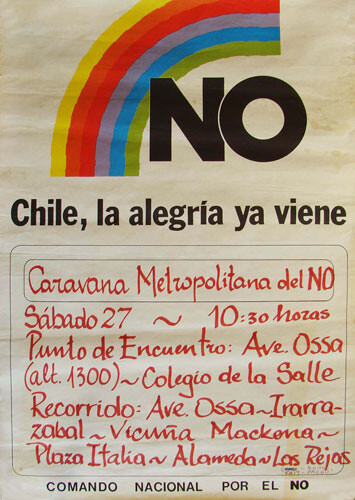 NO
Chile, la alegría ya viene
Caravana Metropolitana del NO
Sábado 27 ~ 10:30 horas
Punto de Encuentro: Ave. Ossa
(alt. 1300)~Colegio de la Salle
Recorrido: Ave. Ossa~Irarra-
zabal~Vicuña Mackena~
Plaza Italia~Alameda~Las Rejas
COMANDO NACIONAL POR EL NO